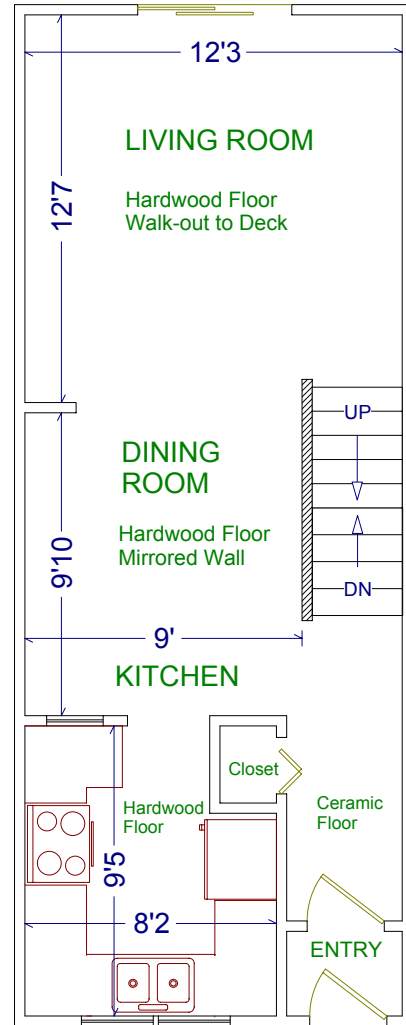 12'3
LIVING ROOM
Hardwood Floor
Walk-out to Deck
12'7
UP
DINING
ROOM
Hardwood Floor
Mirrored Wall
9'10
DN
9'
KITCHEN
Closet
Hardwood
Floor
Ceramic
Floor
9'5
8'2
ENTRY